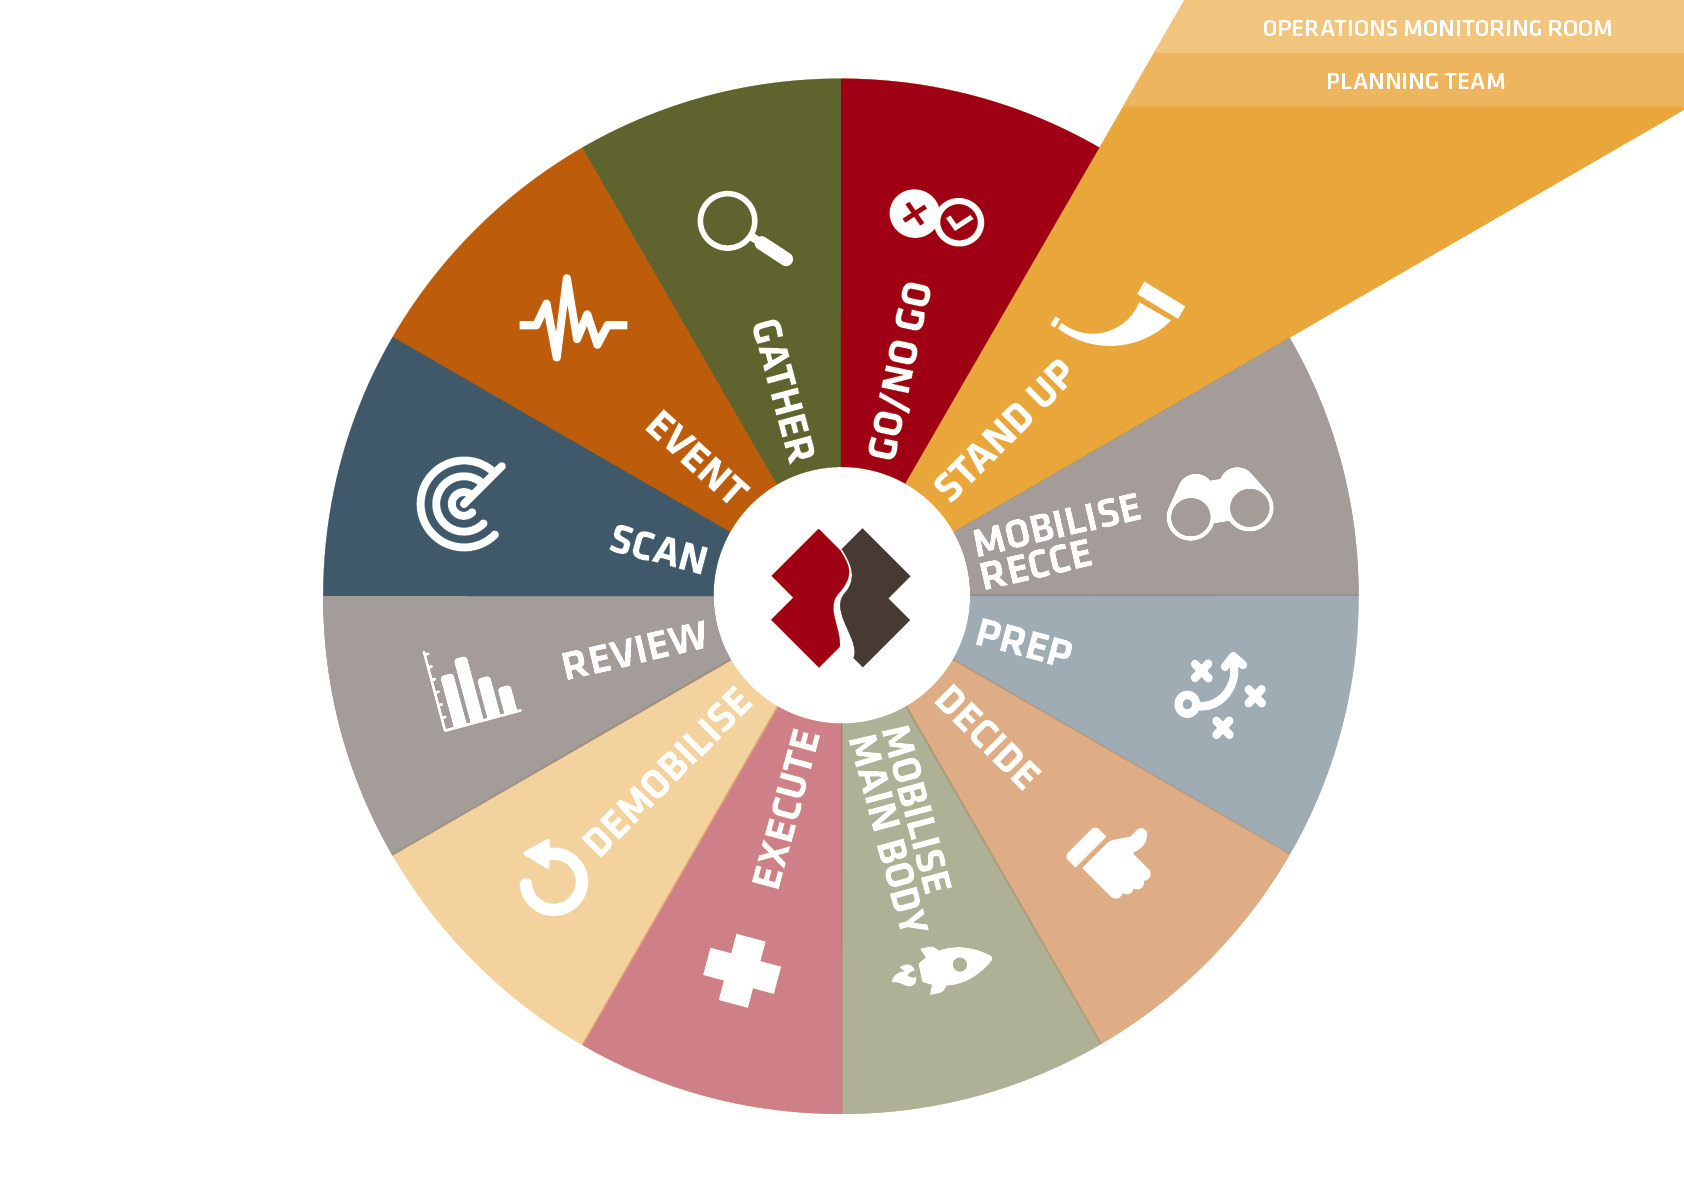 OPERATIONS MONITORING ROOM
PLANNING TEAM
GO/NO GO
STAND UP
MOBILISE
RECCE
PREP
DECIDE
MOBILISE
MAIN BODY
EXECUTE
DEMOBILISE
REVIEW
SCAN
EVENT
GATHER